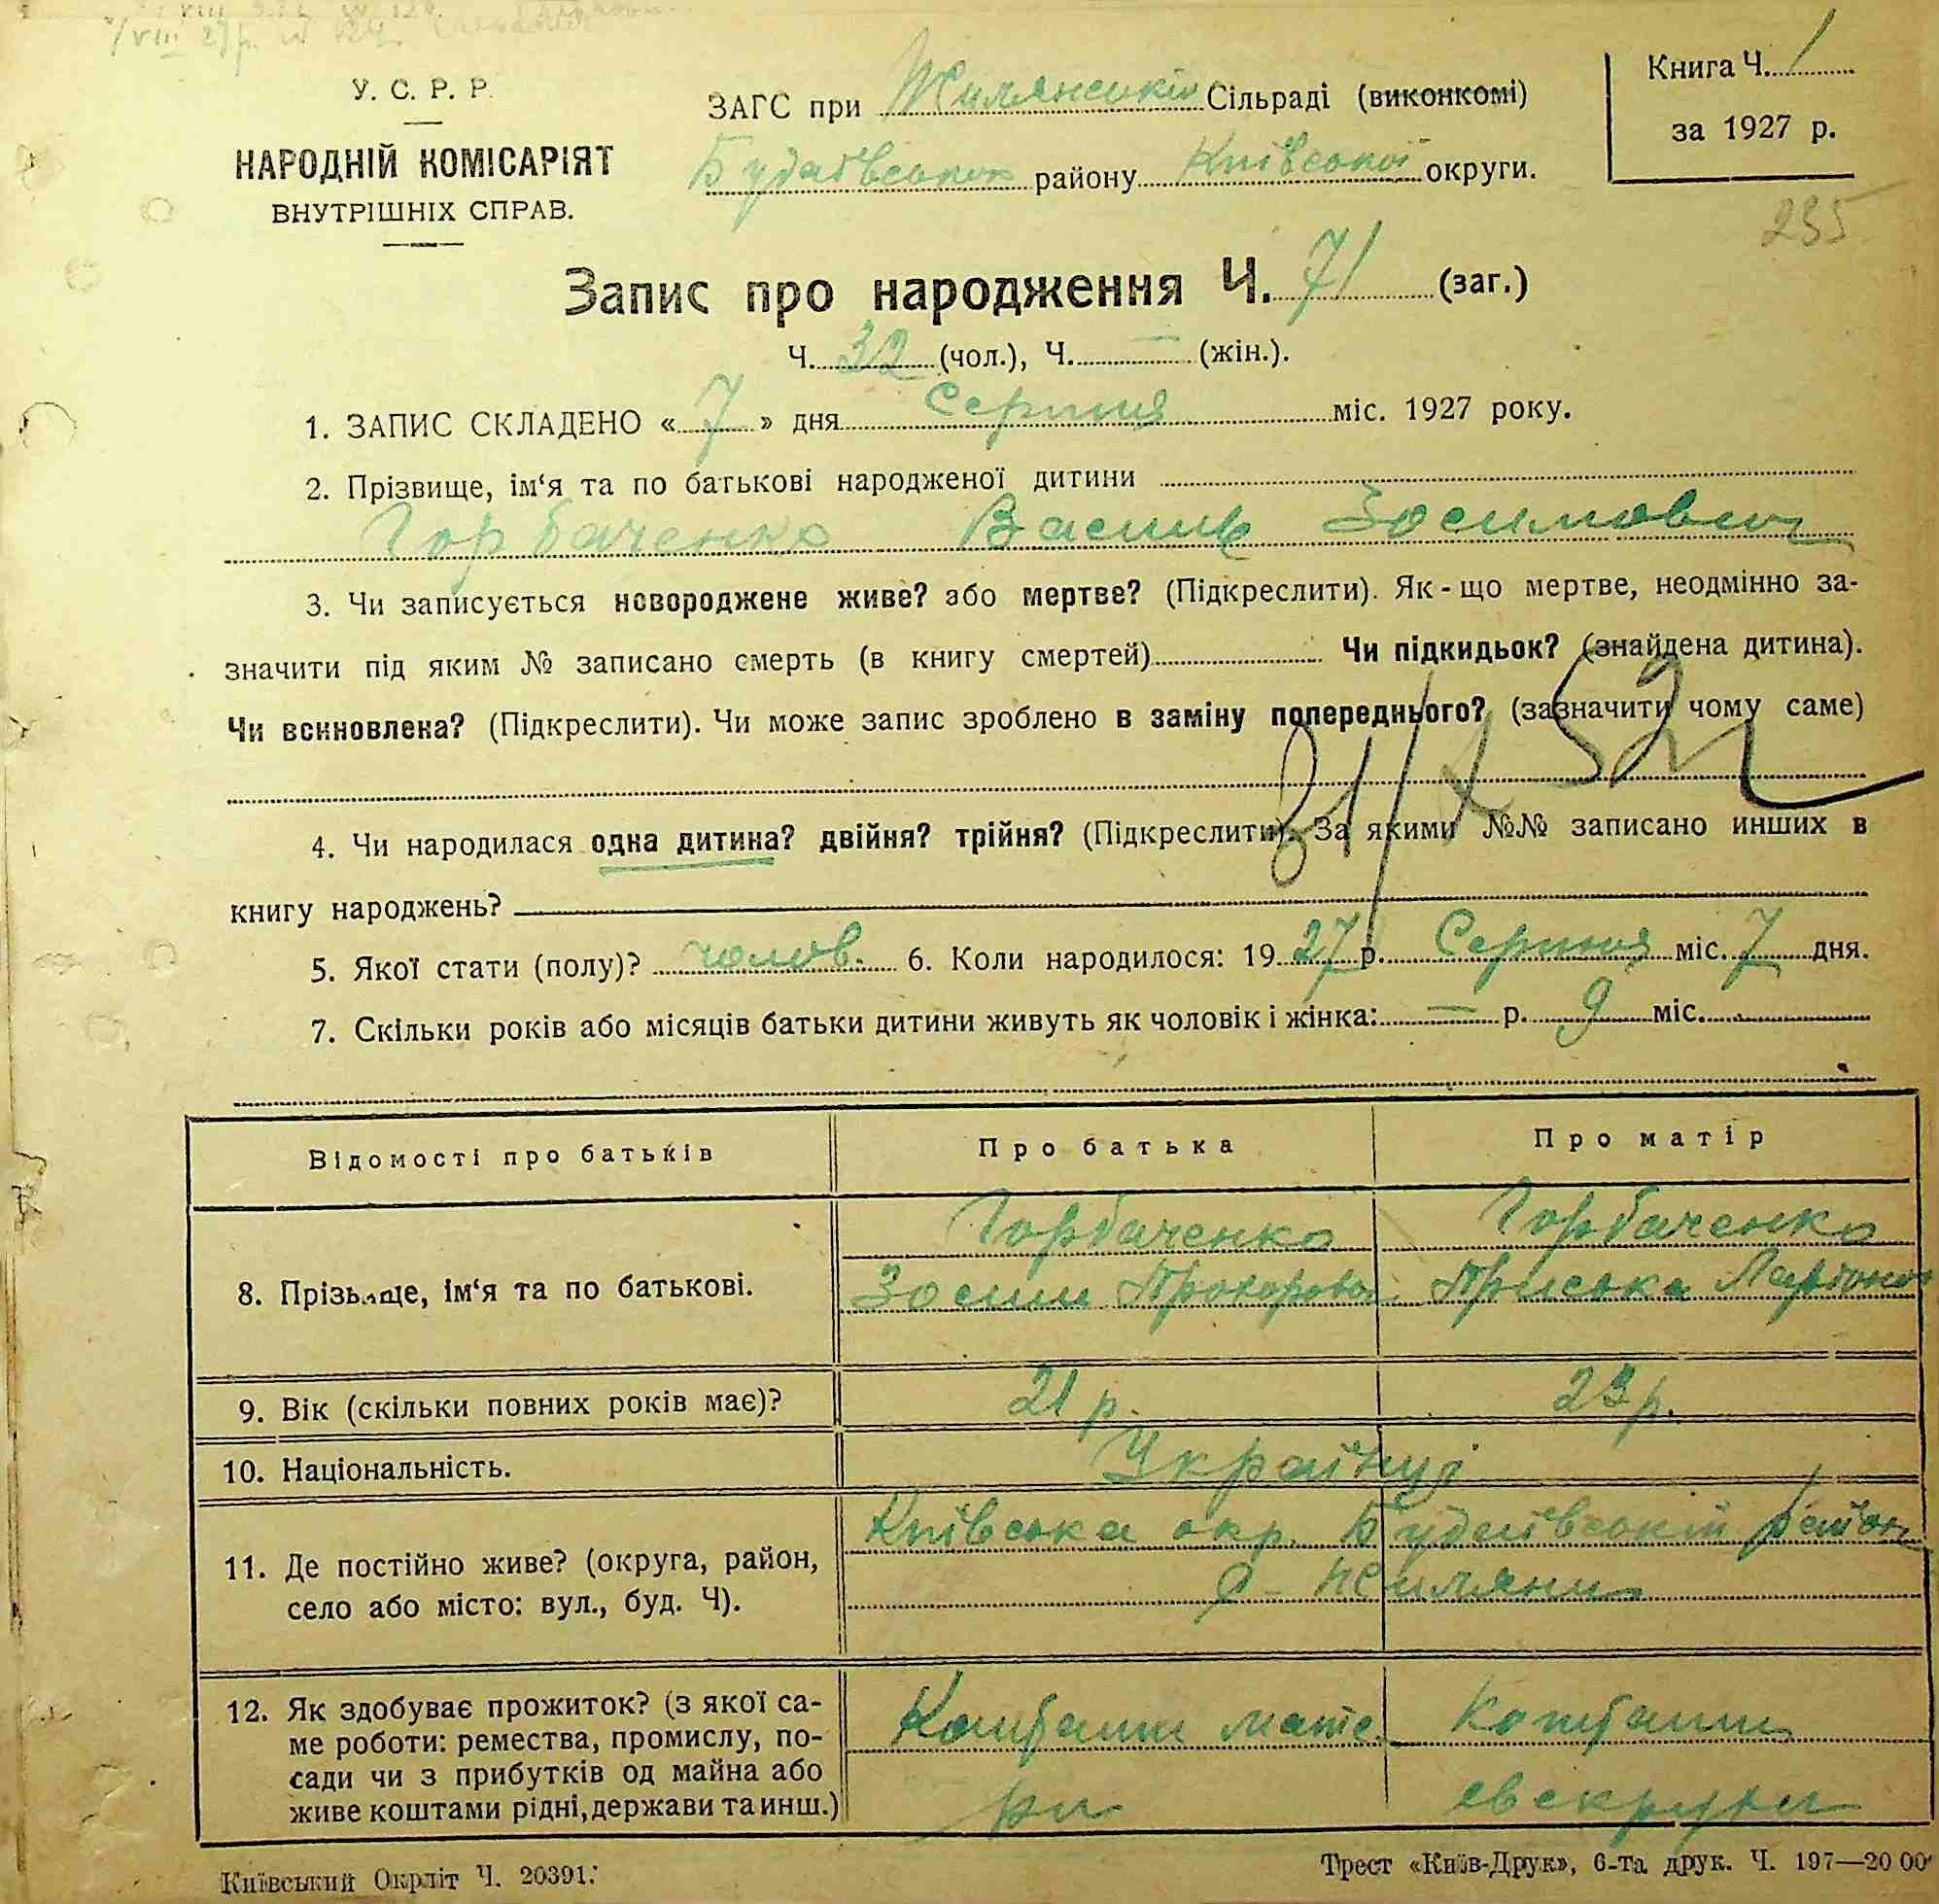 У. С. Р. Р.
НАРОДНІЙ КОМІСАРІЯТ
ВНУТРІШНІХ СПРАВ.
ЗАГС при Жилянській Сільраді (виконкомі)
Будаївськог району Київської округи.
Книга Ч. 1
за 1927 р.
235
Запис про народження Ч. 71 (заг.)
Ч. 32 (чол.), Ч. — (жін.).
1. ЗАПИС СКЛАДЕНО « 7 » дня Серпня міс. 1927 року.
2. Прізвище, ім‘я та по батькові народженої дитини
Горбаченко Василь Зосимович
3. Чи записується новороджене живе? або мертве? (Підкреслити). Як-що мертве, неодмінно за-
значити під яким № записано смерть (в книгу смертей) Чи підкидьок? (знайдена дитина).
Чи всиновлена? (Підкреслити). Чи може запис зроблено в заміну попереднього? (зазначити чому саме)
4. Чи народилася одна дитина? двійня? трійня? (Підкреслити). За якими №№ записано инших в
книгу народжень?
5. Якої стати (полу)? чолов. 6. Коли народилося: 19 27 р. Серпня міс. 7 дня.
7. Скільки років або місяців батьки дитини живуть як чоловік і жінка: — р. 9 міс.
Відомості про батьків Про батька Про матір
8. Прізьвище, ім‘я та по батькові. Горбаченко Горбаченко
Зосим Прохоров. Приська Ларіонов
9. Вік (скільки повних років має)? 21 р. 23 р.
10. Національність. Українці
11. Де постійно живе? (округа, район,
село або місто: вул., буд. Ч).
Київська окр. Будаївський район
с. Жиляни
12. Як здобуває прожиток? (з якої са-
ме роботи: ремества, промислу, по-
сади чи з прибутків од майна або
живе коштами рідні, держави та инш.)
Коштами мате
ри
Коштами
свекрухи
Київський Окрліт Ч. 20391.
Трест «Київ-Друк», 6-та друк. Ч. 197—20 00